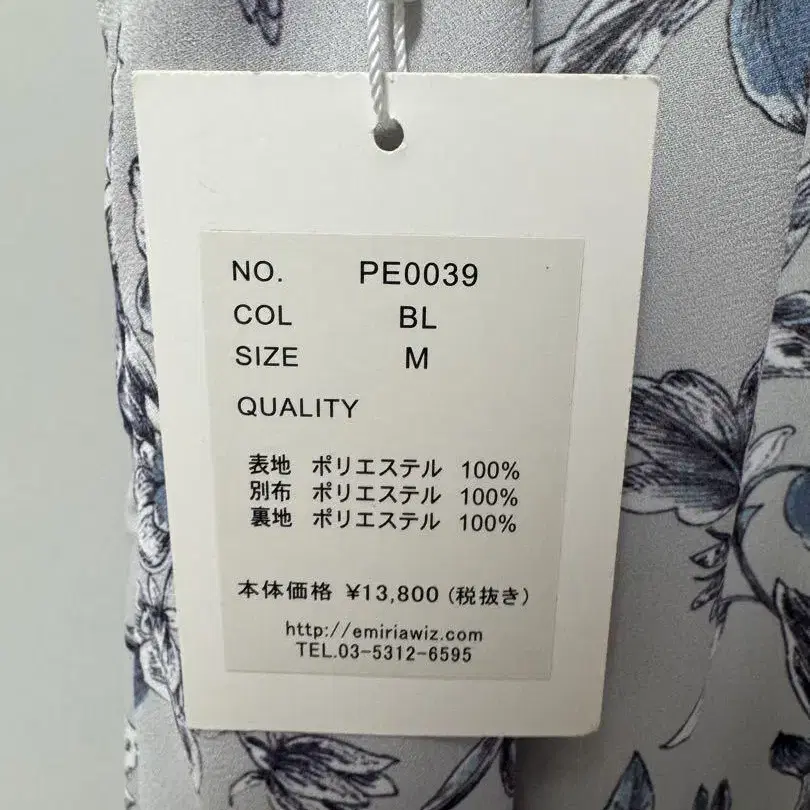 NO. PE0039
COL BL
SIZE M
QUALITY
表地 ポリエステル 100%
別布 ポリエステル 100%
裏地 ポリエステル 100%
本体価格 ¥13,800 (税抜き)
http://emiriawiz.com
TEL.03-5312-6595